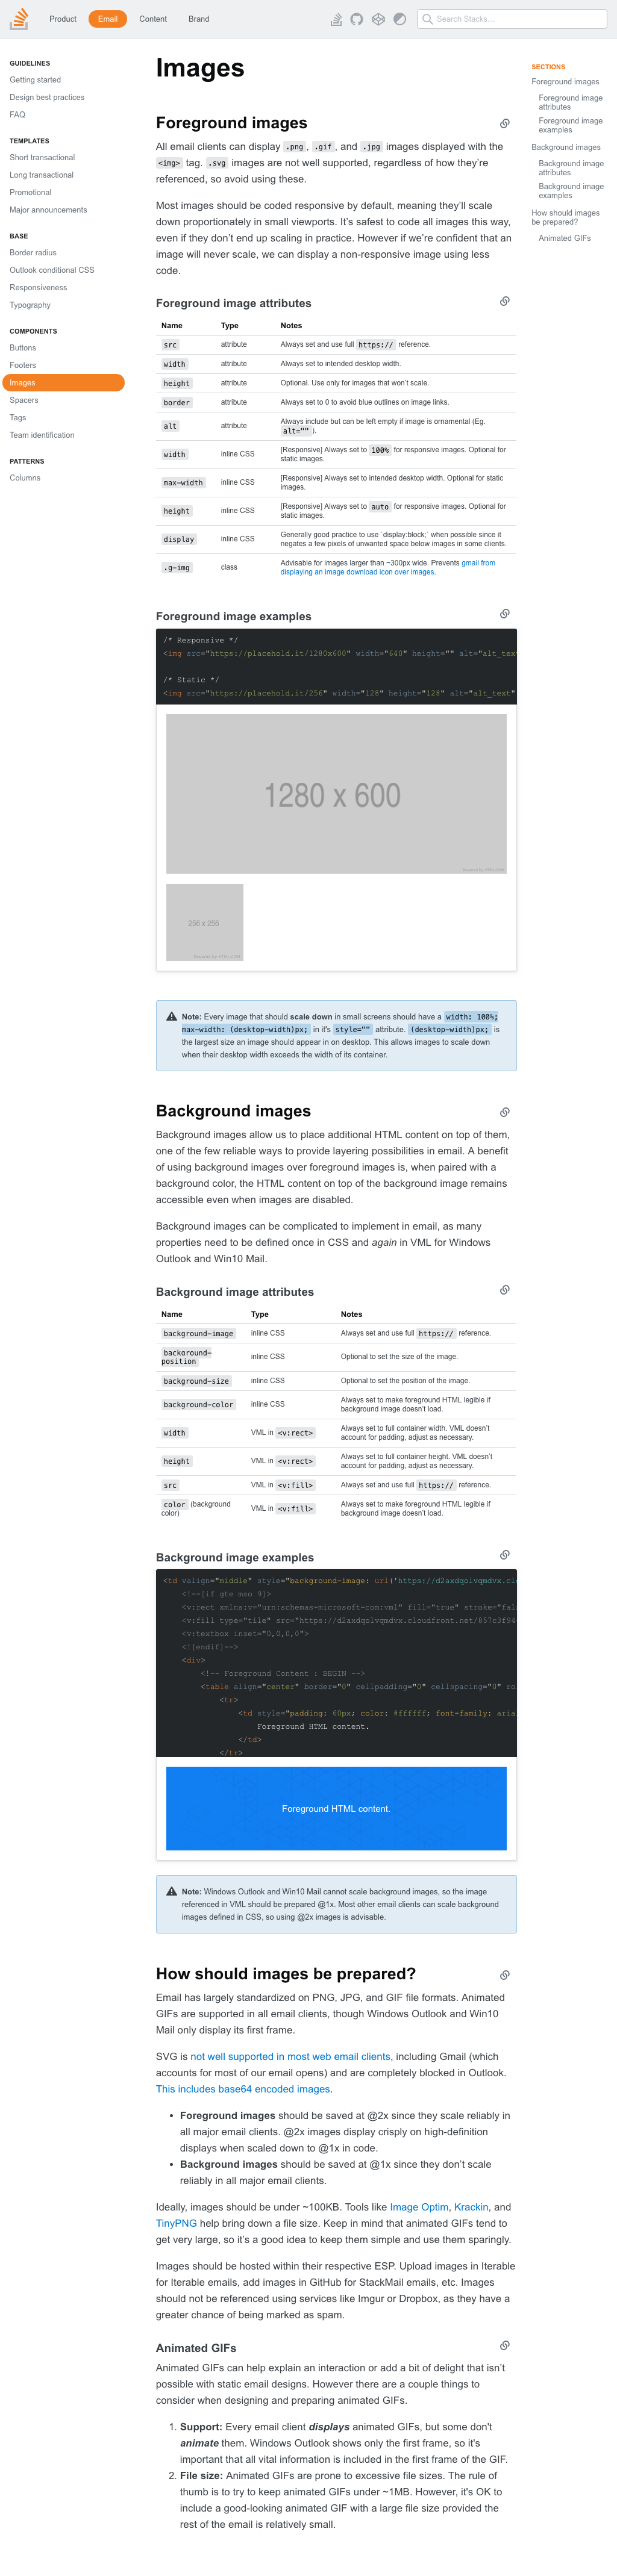 Product Email Content Brand Search Stacks…
GUIDELINES
Getting started
Design best practices
FAQ
TEMPLATES
Short transactional
Long transactional
Promotional
Major announcements
BASE
Border radius
Outlook conditional CSS
Responsiveness
Typography
COMPONENTS
Buttons
Footers
Images
Spacers
Tags
Team identification
PATTERNS
Columns
Images
Foreground images
All email clients can display .png, .gif, and .jpg images displayed with the
<img> tag. .svg images are not well supported, regardless of how they’re
referenced, so avoid using these.
Most images should be coded responsive by default, meaning they’ll scale
down proportionately in small viewports. It’s safest to code all images this way,
even if they don’t end up scaling in practice. However if we’re confident that an
image will never scale, we can display a non-responsive image using less
code.
Foreground image attributes
Name Type Notes
src attribute Always set and use full https:// reference.
width attribute Always set to intended desktop width.
height attribute Optional. Use only for images that won’t scale.
border attribute Always set to 0 to avoid blue outlines on image links.
alt attribute Always include but can be left empty if image is ornamental (Eg.
alt="" ).
width inline CSS [Responsive] Always set to 100% for responsive images. Optional for
static images.
max-width inline CSS [Responsive] Always set to intended desktop width. Optional for static
images.
height inline CSS [Responsive] Always set to auto for responsive images. Optional for
static images.
display inline CSS Generally good practice to use `display:block;` when possible since it
negates a few pixels of unwanted space below images in some clients.
.g-img class Advisable for images larger than ~300px wide. Prevents gmail from
displaying an image download icon over images.
Foreground image examples
/* Responsive */
<img src="https://placehold.it/1280x600" width="640" height="" alt="alt_text
/* Static */
<img src="https://placehold.it/256" width="128" height="128" alt="alt_text"
1280 x 600
Powered by HTML.COM
256 x 256
Powered by HTML.COM
Note: Every image that should scale down in small screens should have a width: 100%;
max-width: (desktop-width)px; in it's style="" attribute. (desktop-width)px; is
the largest size an image should appear in on desktop. This allows images to scale down
when their desktop width exceeds the width of its container.
Background images
Background images allow us to place additional HTML content on top of them,
one of the few reliable ways to provide layering possibilities in email. A benefit
of using background images over foreground images is, when paired with a
background color, the HTML content on top of the background image remains
accessible even when images are disabled.
Background images can be complicated to implement in email, as many
properties need to be defined once in CSS and again in VML for Windows
Outlook and Win10 Mail.
Background image attributes
Name Type Notes
background-image inline CSS Always set and use full https:// reference.
background-
position inline CSS Optional to set the size of the image.
background-size inline CSS Optional to set the position of the image.
background-color inline CSS Always set to make foreground HTML legible if
background image doesn’t load.
width VML in <v:rect> Always set to full container width. VML doesn’t
account for padding, adjust as necessary.
height VML in <v:rect> Always set to full container height. VML doesn’t
account for padding, adjust as necessary.
src VML in <v:fill> Always set and use full https:// reference.
color (background
color) VML in <v:fill> Always set to make foreground HTML legible if
background image doesn’t load.
Background image examples
<td valign="middle" style="background-image: url('https://d2axdqolvqmdvx.clo
<!--[if gte mso 9]>
<v:rect xmlns:v="urn:schemas-microsoft-com:vml" fill="true" stroke="fal
<v:fill type="tile" src="https://d2axdqolvqmdvx.cloudfront.net/857c3f94
<v:textbox inset="0,0,0,0">
<![endif]-->
<div>
<!-- Foreground Content : BEGIN -->
<table align="center" border="0" cellpadding="0" cellspacing="0" ro
<tr>
<td style="padding: 60px; color: #ffffff; font-family: aria
Foreground HTML content.
</td>
</tr>
Foreground HTML content.
Note: Windows Outlook and Win10 Mail cannot scale background images, so the image
referenced in VML should be prepared @1x. Most other email clients can scale background
images defined in CSS, so using @2x images is advisable.
How should images be prepared?
Email has largely standardized on PNG, JPG, and GIF file formats. Animated
GIFs are supported in all email clients, though Windows Outlook and Win10
Mail only display its first frame.
SVG is not well supported in most web email clients, including Gmail (which
accounts for most of our email opens) and are completely blocked in Outlook.
This includes base64 encoded images.
• Foreground images should be saved at @2x since they scale reliably in
all major email clients. @2x images display crisply on high-definition
displays when scaled down to @1x in code.
• Background images should be saved at @1x since they don’t scale
reliably in all major email clients.
Ideally, images should be under ~100KB. Tools like Image Optim, Krackin, and
TinyPNG help bring down a file size. Keep in mind that animated GIFs tend to
get very large, so it’s a good idea to keep them simple and use them sparingly.
Images should be hosted within their respective ESP. Upload images in Iterable
for Iterable emails, add images in GitHub for StackMail emails, etc. Images
should not be referenced using services like Imgur or Dropbox, as they have a
greater chance of being marked as spam.
Animated GIFs
Animated GIFs can help explain an interaction or add a bit of delight that isn’t
possible with static email designs. However there are a couple things to
consider when designing and preparing animated GIFs.
1. Support: Every email client displays animated GIFs, but some don't
animate them. Windows Outlook shows only the first frame, so it's
important that all vital information is included in the first frame of the GIF.
2. File size: Animated GIFs are prone to excessive file sizes. The rule of
thumb is to try to keep animated GIFs under ~1MB. However, it's OK to
include a good-looking animated GIF with a large file size provided the
rest of the email is relatively small.
SECTIONS
Foreground images
Foreground image
attributes
Foreground image
examples
Background images
Background image
attributes
Background image
examples
How should images
be prepared?
Animated GIFs